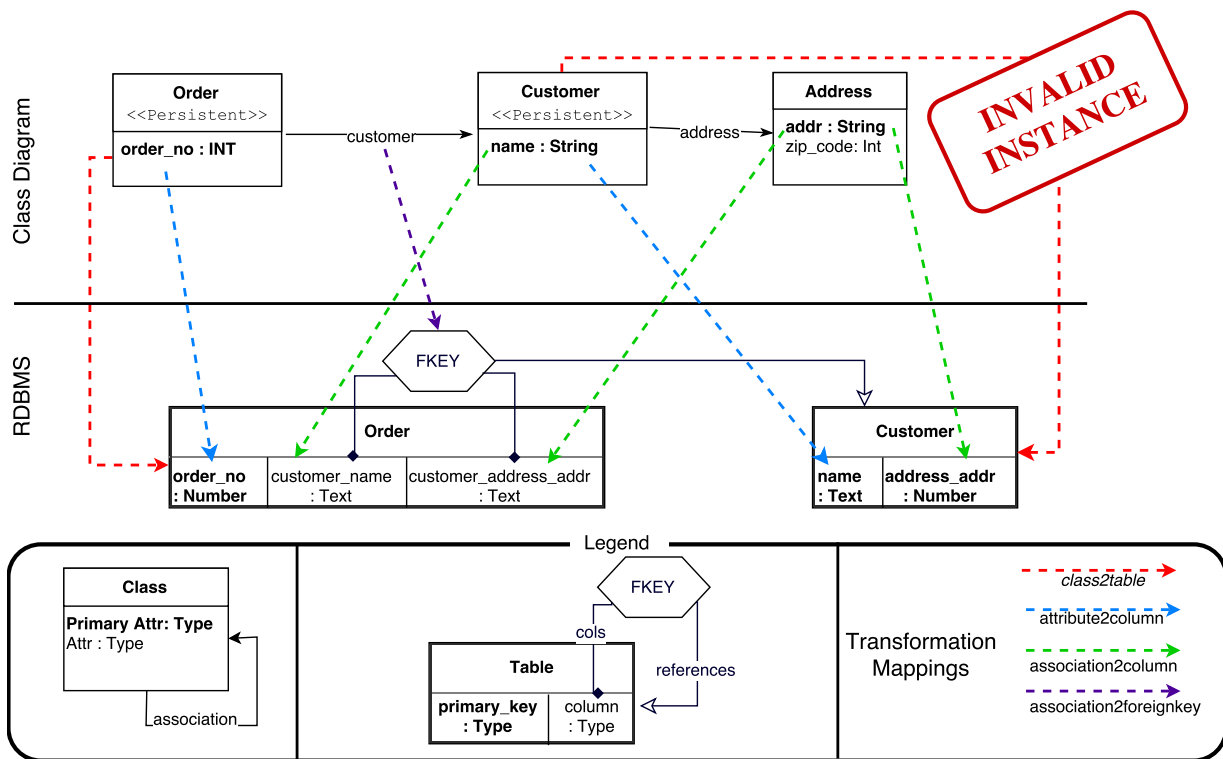 Class Diagram
Order
<<Persistent>>
order_no : INT
customer
Customer
<<Persistent>>
name : String
address
Address
addr : String
zip_code: Int
INVALID
INSTANCE
RDBMS
FKEY
Order
order_no
: Number
customer_name
: Text
customer_address_addr
: Text
Customer
name
: Text
address_addr
: Number
Legend
Class
Primary Attr: Type
Attr : Type
association
FKEY
cols
references
Table
primary_key
: Type
column
: Type
Transformation
Mappings
class2table
attribute2column
association2column
association2foreignkey